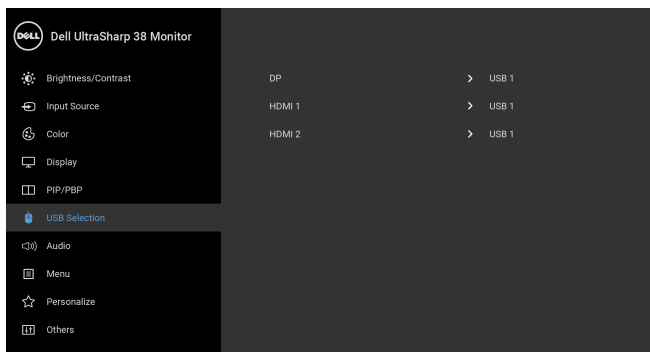 DELL Dell UltraSharp 38 Monitor
Brightness/Contrast
DP > USB 1
Input Source
HDMI 1 > USB 1
Color
HDMI 2 > USB 1
Display
PIP/PBP
USB Selection
Audio
Menu
Personalize
Others